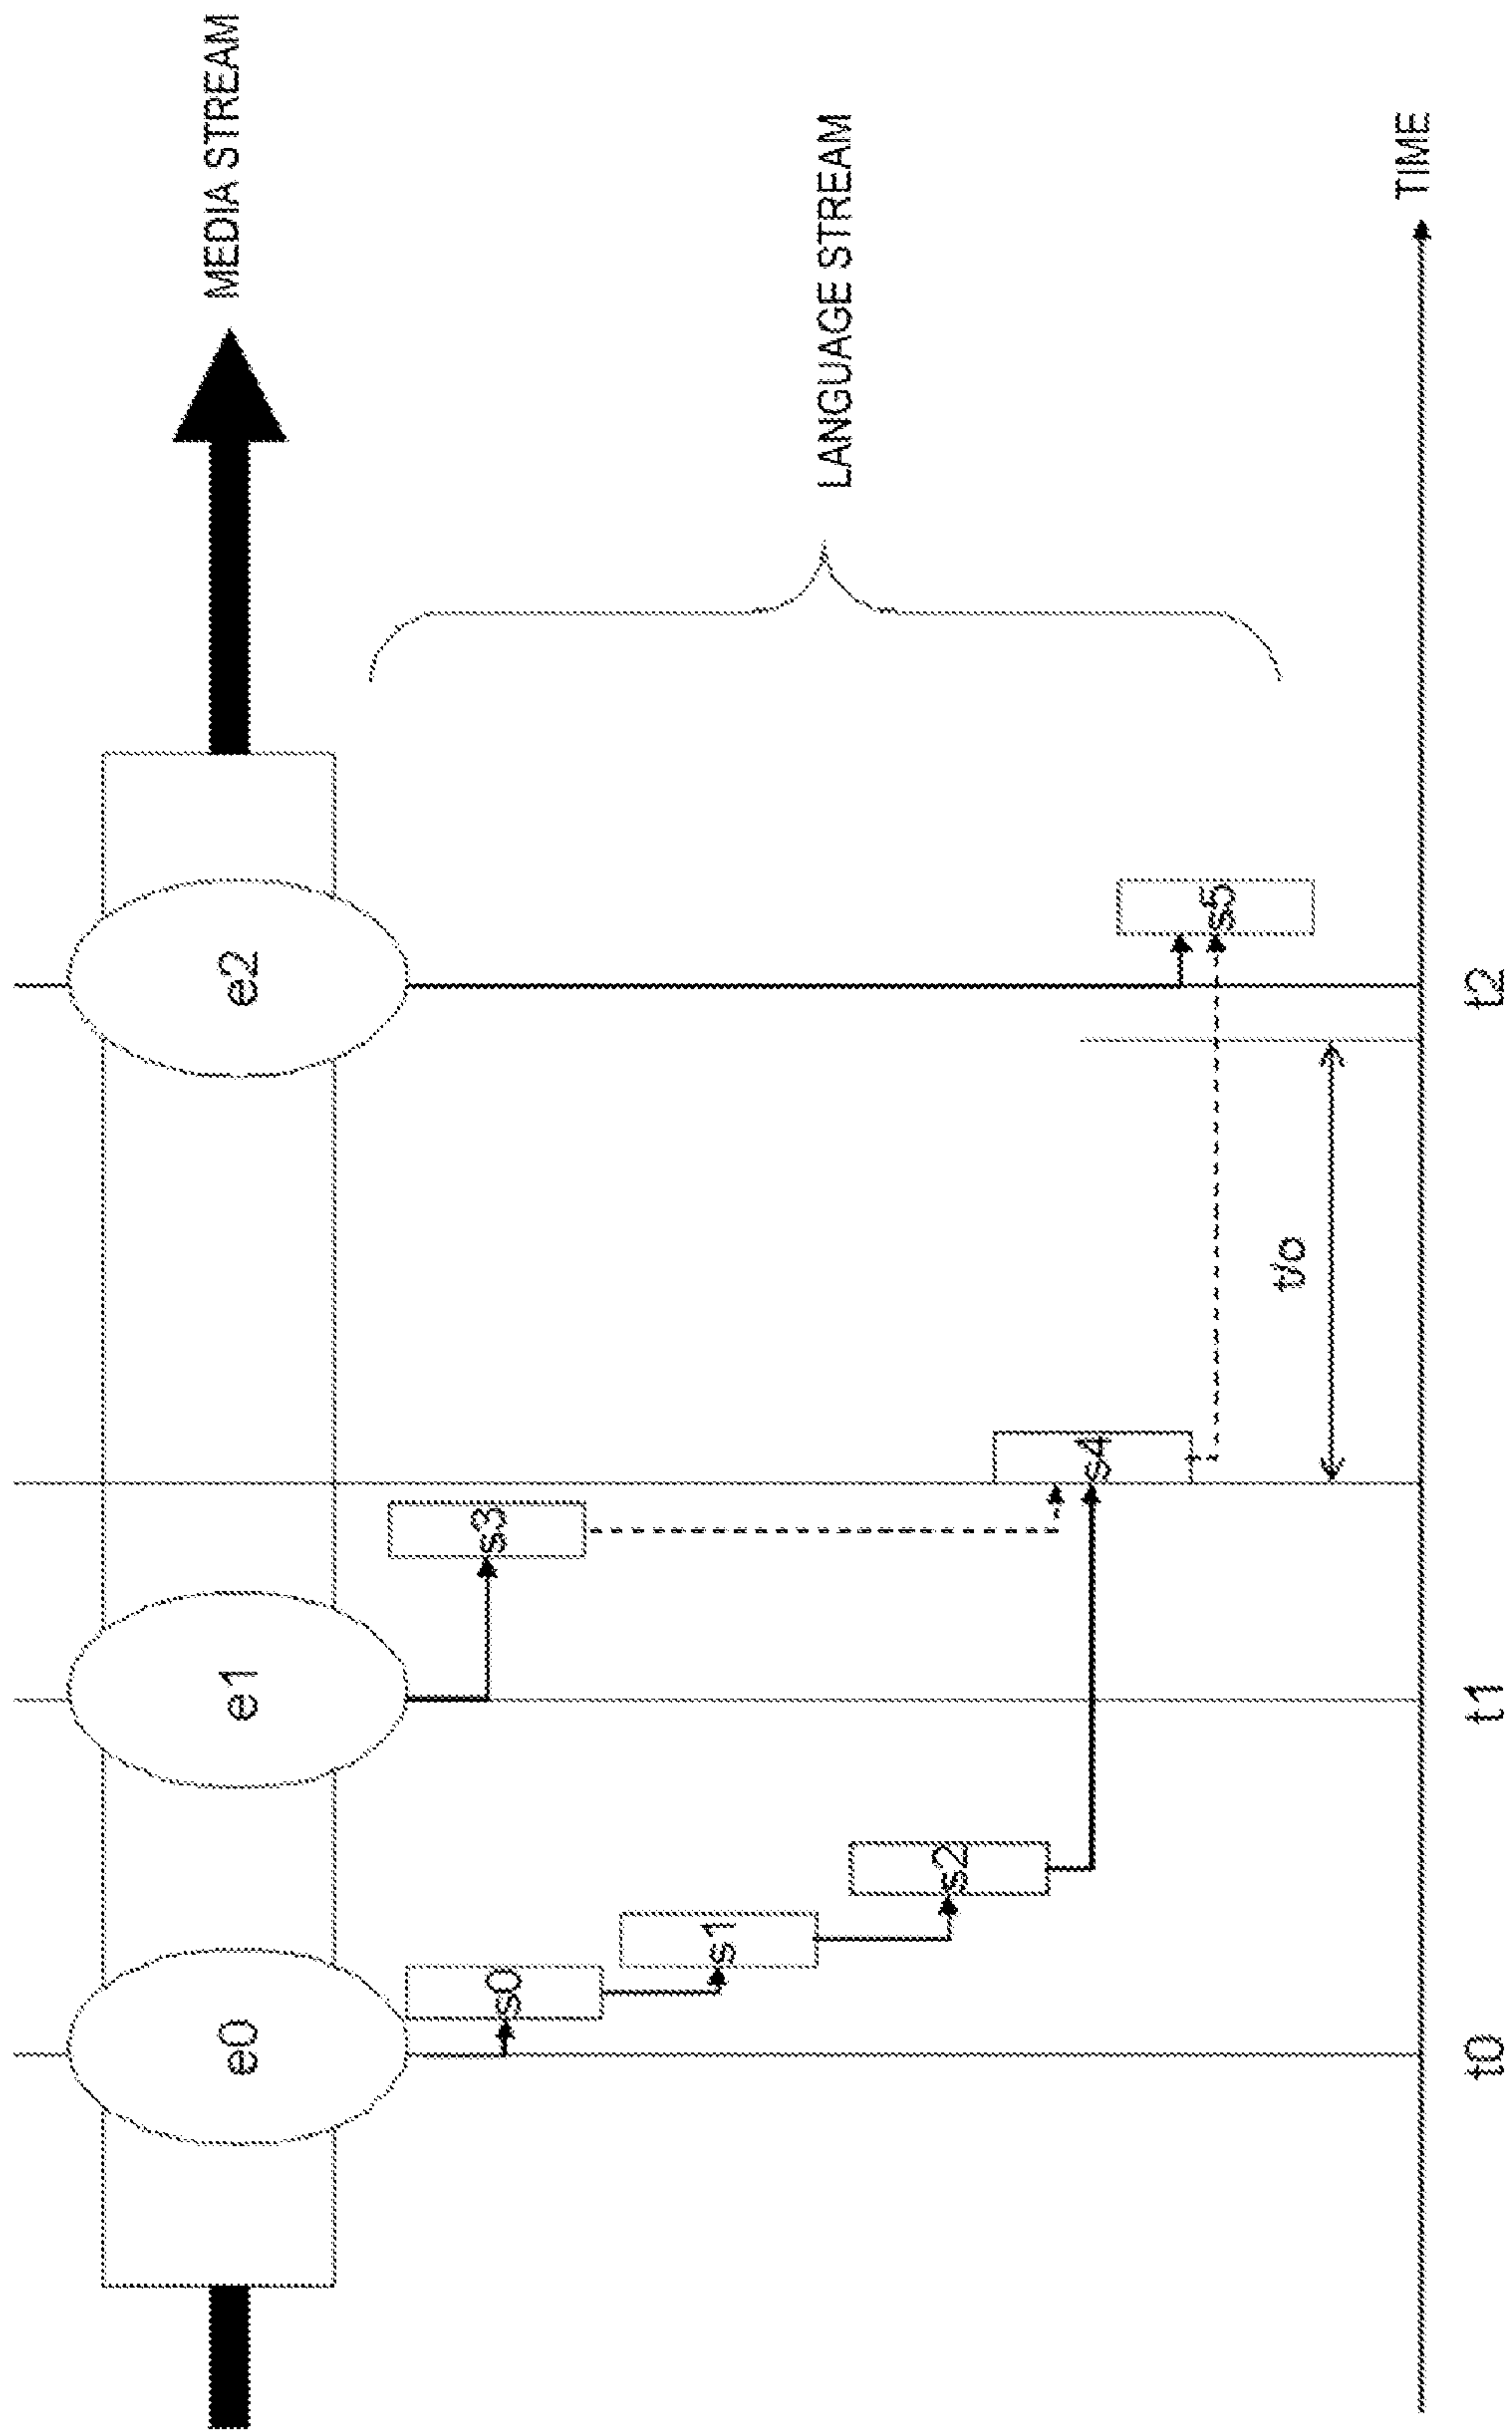 MEDIA STREAM
e0
e1
e2
s0
s3
s1
LANGUAGE STREAM
s2
s4
s5
t/o
TIME
t0
t1
t2